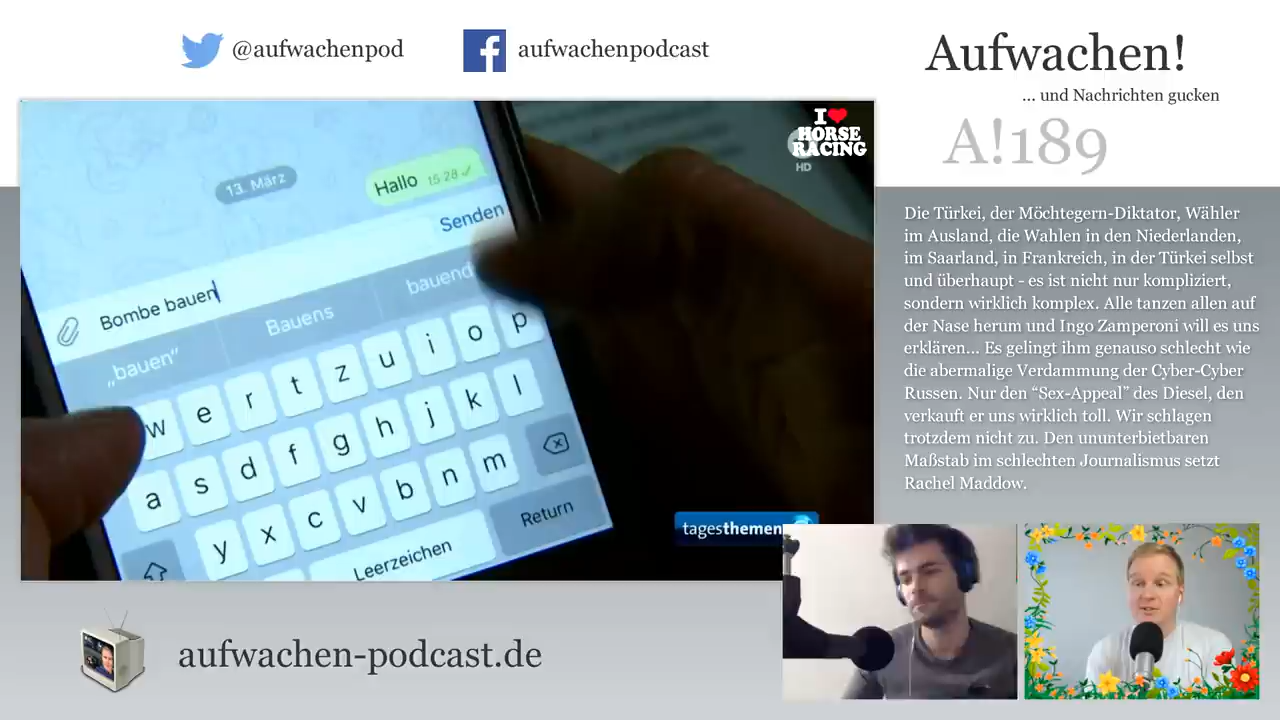 @aufwachenpod
aufwachenpodcast
Aufwachen!
... und Nachrichten gucken
A!189
I
HORSE
RACING
HD
13. März
Hallo 15:28
Senden
Bombe bauen
„bauen“ Bauens bauend
w e r t z u i o p
a s d f g h j k l
y x c v b n m
Leerzeichen Return
tagesthemen
Die Türkei, der Möchtegern-Diktator, Wähler
im Ausland, die Wahlen in den Niederlanden,
im Saarland, in Frankreich, in der Türkei selbst
und überhaupt - es ist nicht nur kompliziert,
sondern wirklich komplex. Alle tanzen allen auf
der Nase herum und Ingo Zamperoni will es uns
erklären... Es gelingt ihm genauso schlecht wie
die abermalige Verdammung der Cyber-Cyber
Russen. Nur den “Sex-Appeal” des Diesel, den
verkauft er uns wirklich toll. Wir schlagen
trotzdem nicht zu. Den ununterbietbaren
Maßstab im schlechten Journalismus setzt
Rachel Maddow.
aufwachen-podcast.de